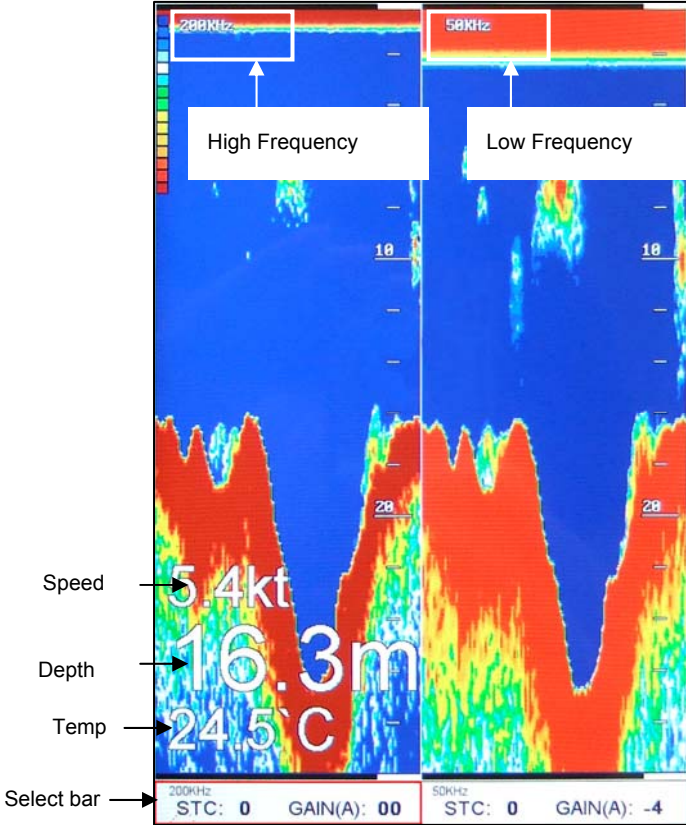 200KHz
50KHz
High Frequency
Low Frequency
10
10
20
20
Speed
5.4kt
Depth
16.3m
Temp
24.5`C
Select bar
200KHz
STC: 0 GAIN(A): 00
50KHz
STC: 0 GAIN(A): -4